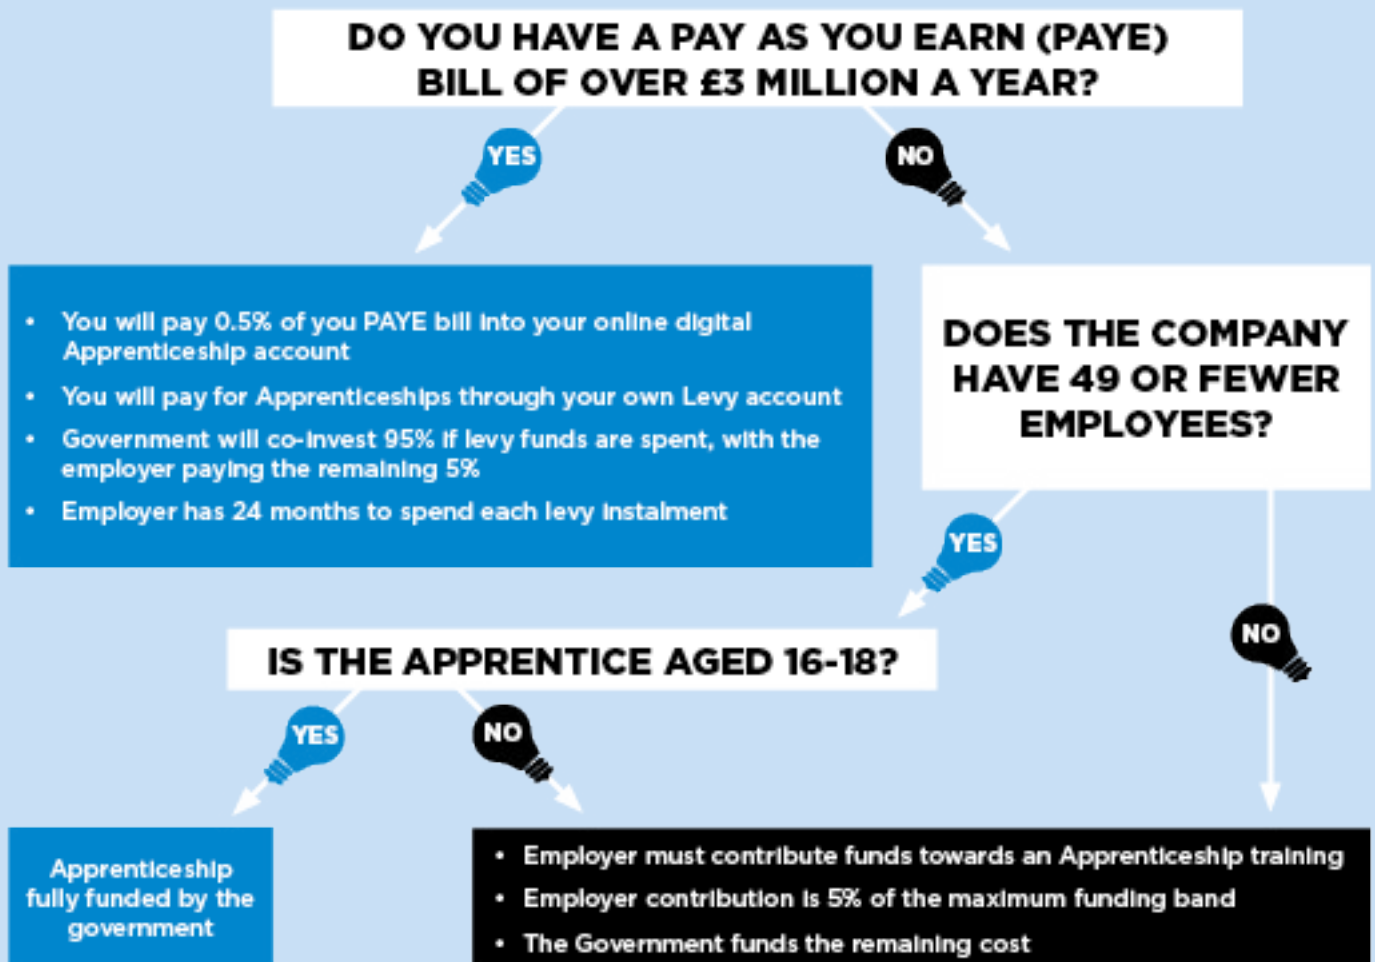 DO YOU HAVE A PAY AS YOU EARN (PAYE)
BILL OF OVER £3 MILLION A YEAR?
YES
NO
• You will pay 0.5% of you PAYE bill into your online digital
Apprenticeship account
• You will pay for Apprenticeships through your own Levy account
• Government will co-invest 95% if levy funds are spent, with the
employer paying the remaining 5%
• Employer has 24 months to spend each levy instalment
DOES THE COMPANY
HAVE 49 OR FEWER
EMPLOYEES?
YES
NO
IS THE APPRENTICE AGED 16-18?
YES
NO
Apprenticeship
fully funded by the
government
• Employer must contribute funds towards an Apprenticeship training
• Employer contribution is 5% of the maximum funding band
• The Government funds the remaining cost